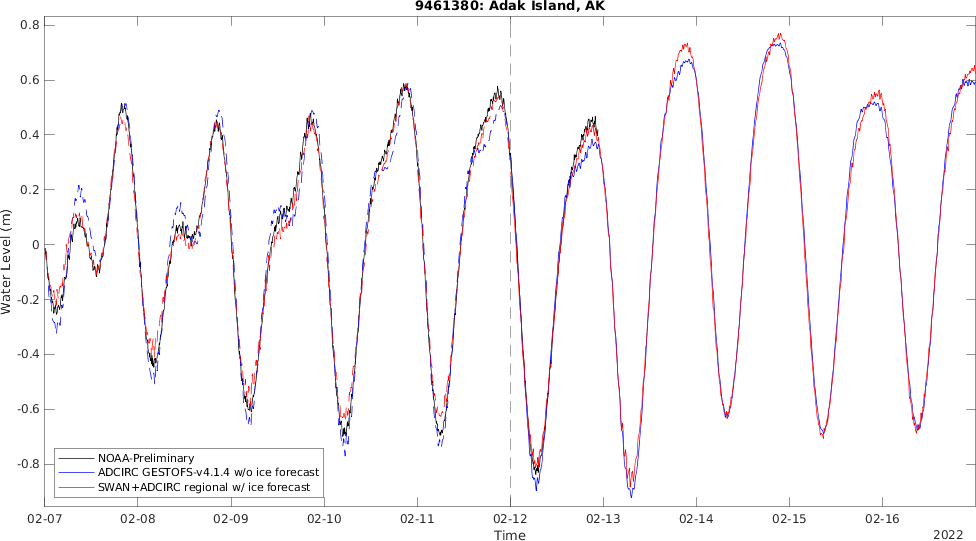 9461380: Adak Island, AK
0.8
0.6
0.4
0.2
0
-0.2
-0.4
-0.6
-0.8
Water Level (m)
NOAA-Preliminary
ADCIRC GESTOFS-v4.1.4 w/o ice forecast
SWAN+ADCIRC regional w/ ice forecast
02-07 02-08 02-09 02-10 02-11 02-12 02-13 02-14 02-15 02-16
Time
2022